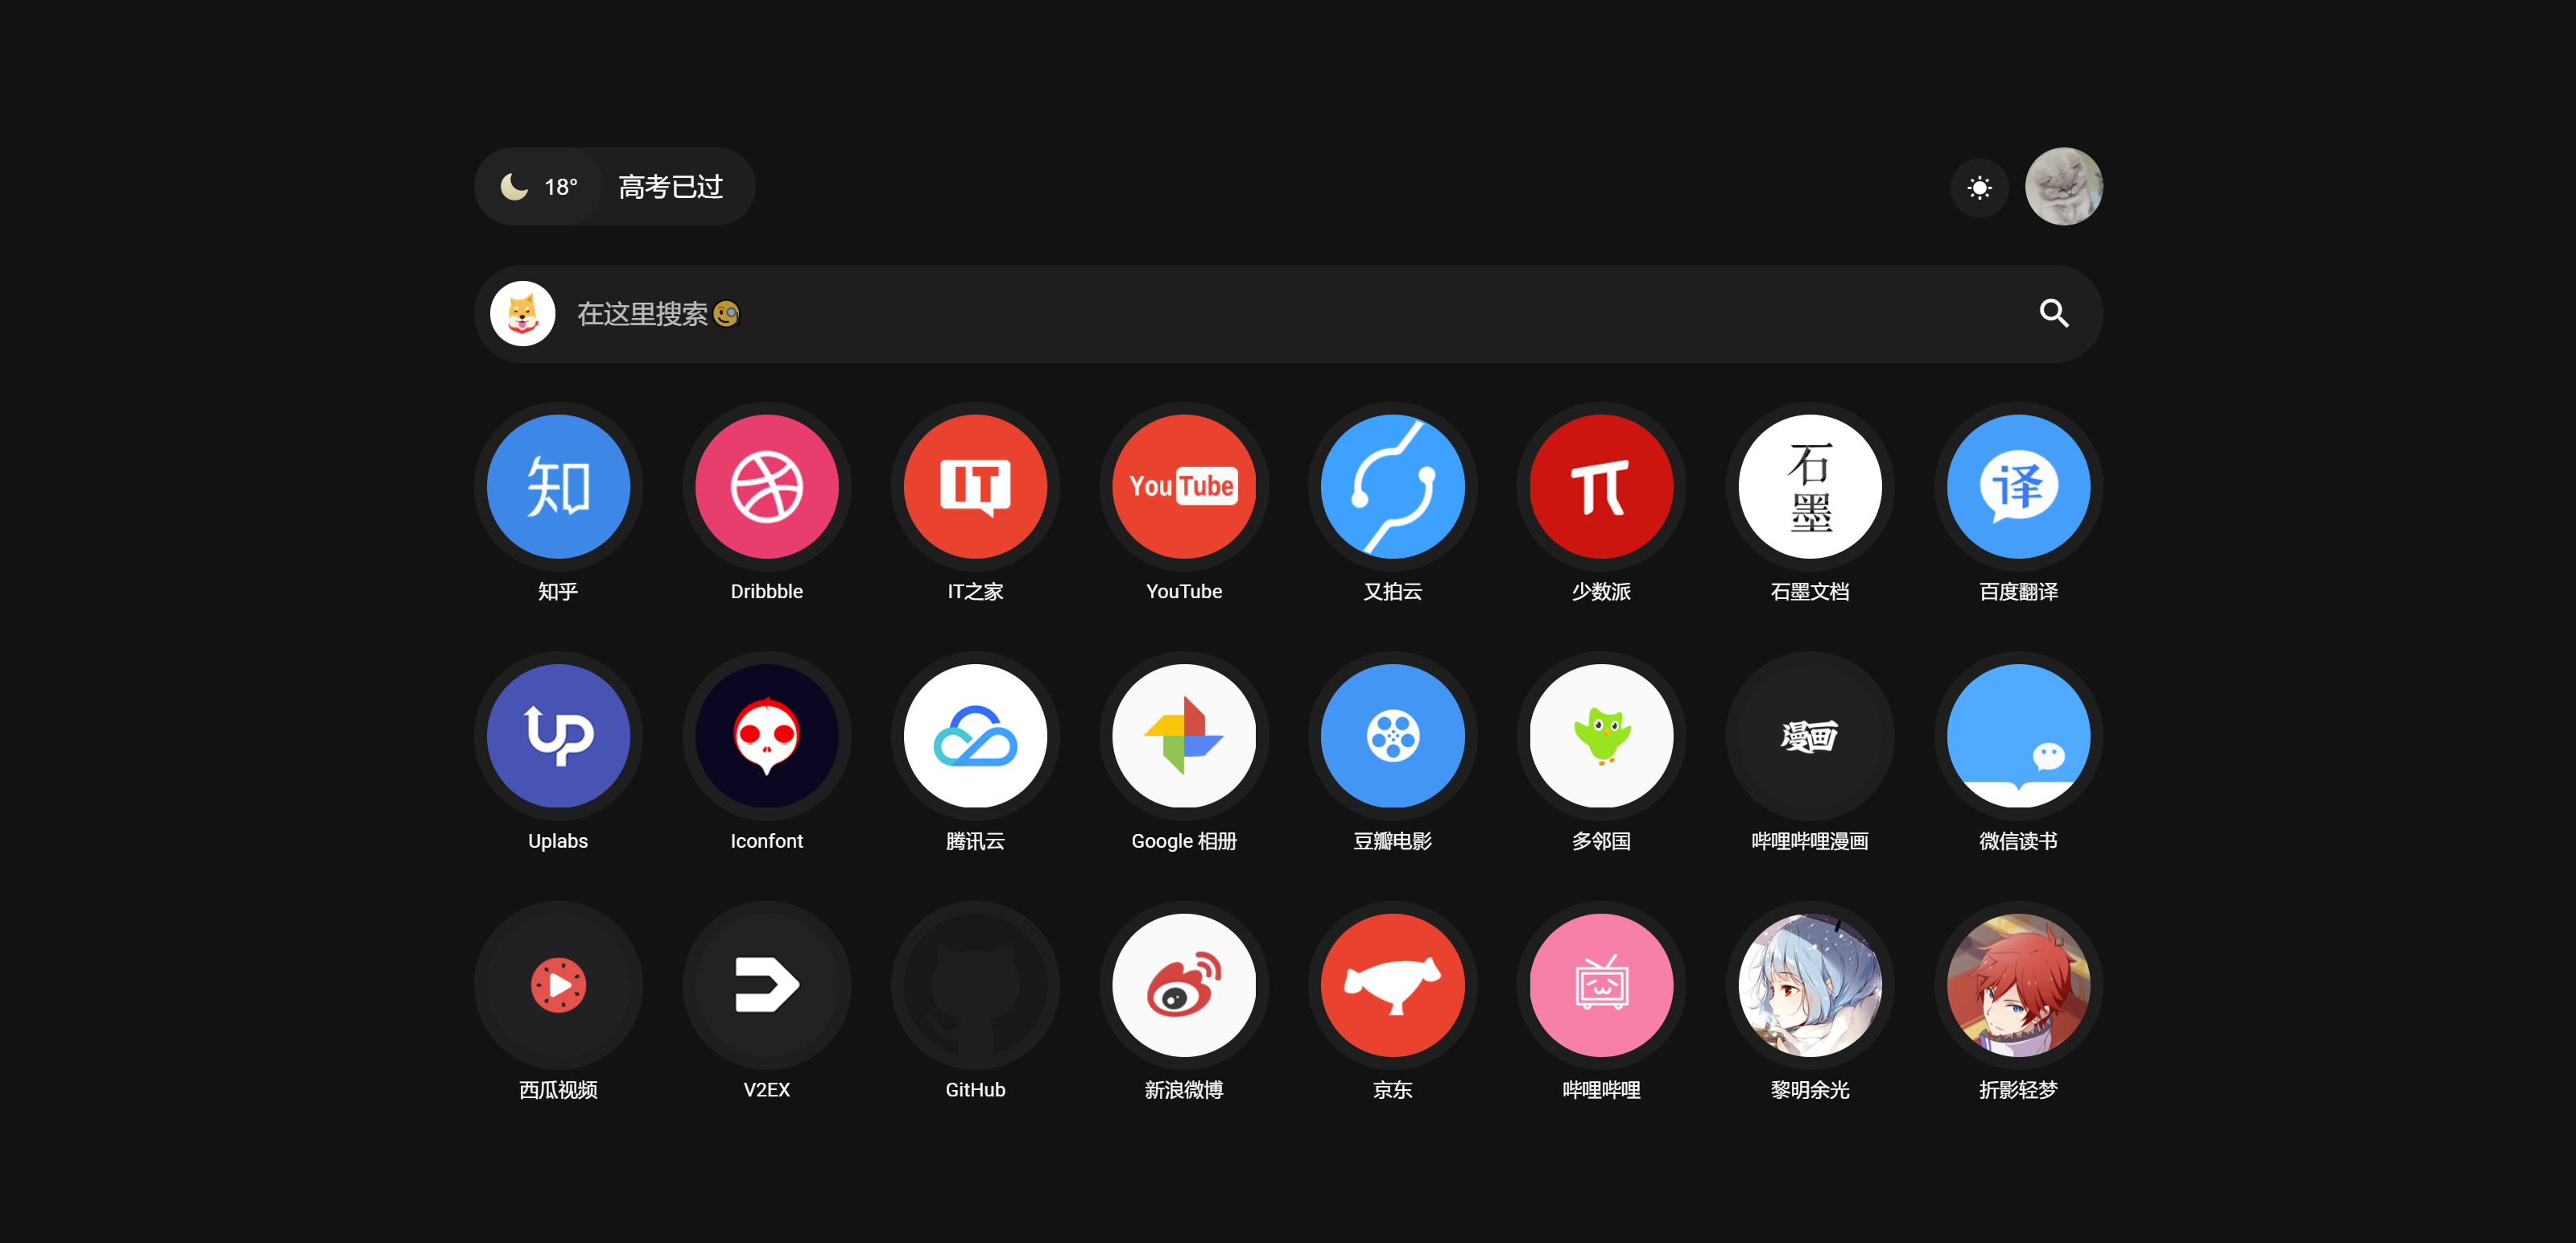 18° 高考已过
在这里搜索
知 IT You Tube 石墨 译
知乎 Dribbble IT之家 YouTube 又拍云 少数派 石墨文档 百度翻译
UP 漫画
Uplabs Iconfont 腾讯云 Google 相册 豆瓣电影 多邻国 哔哩哔哩漫画 微信读书
西瓜视频 V2EX GitHub 新浪微博 京东 哔哩哔哩 黎明余光 折影轻梦